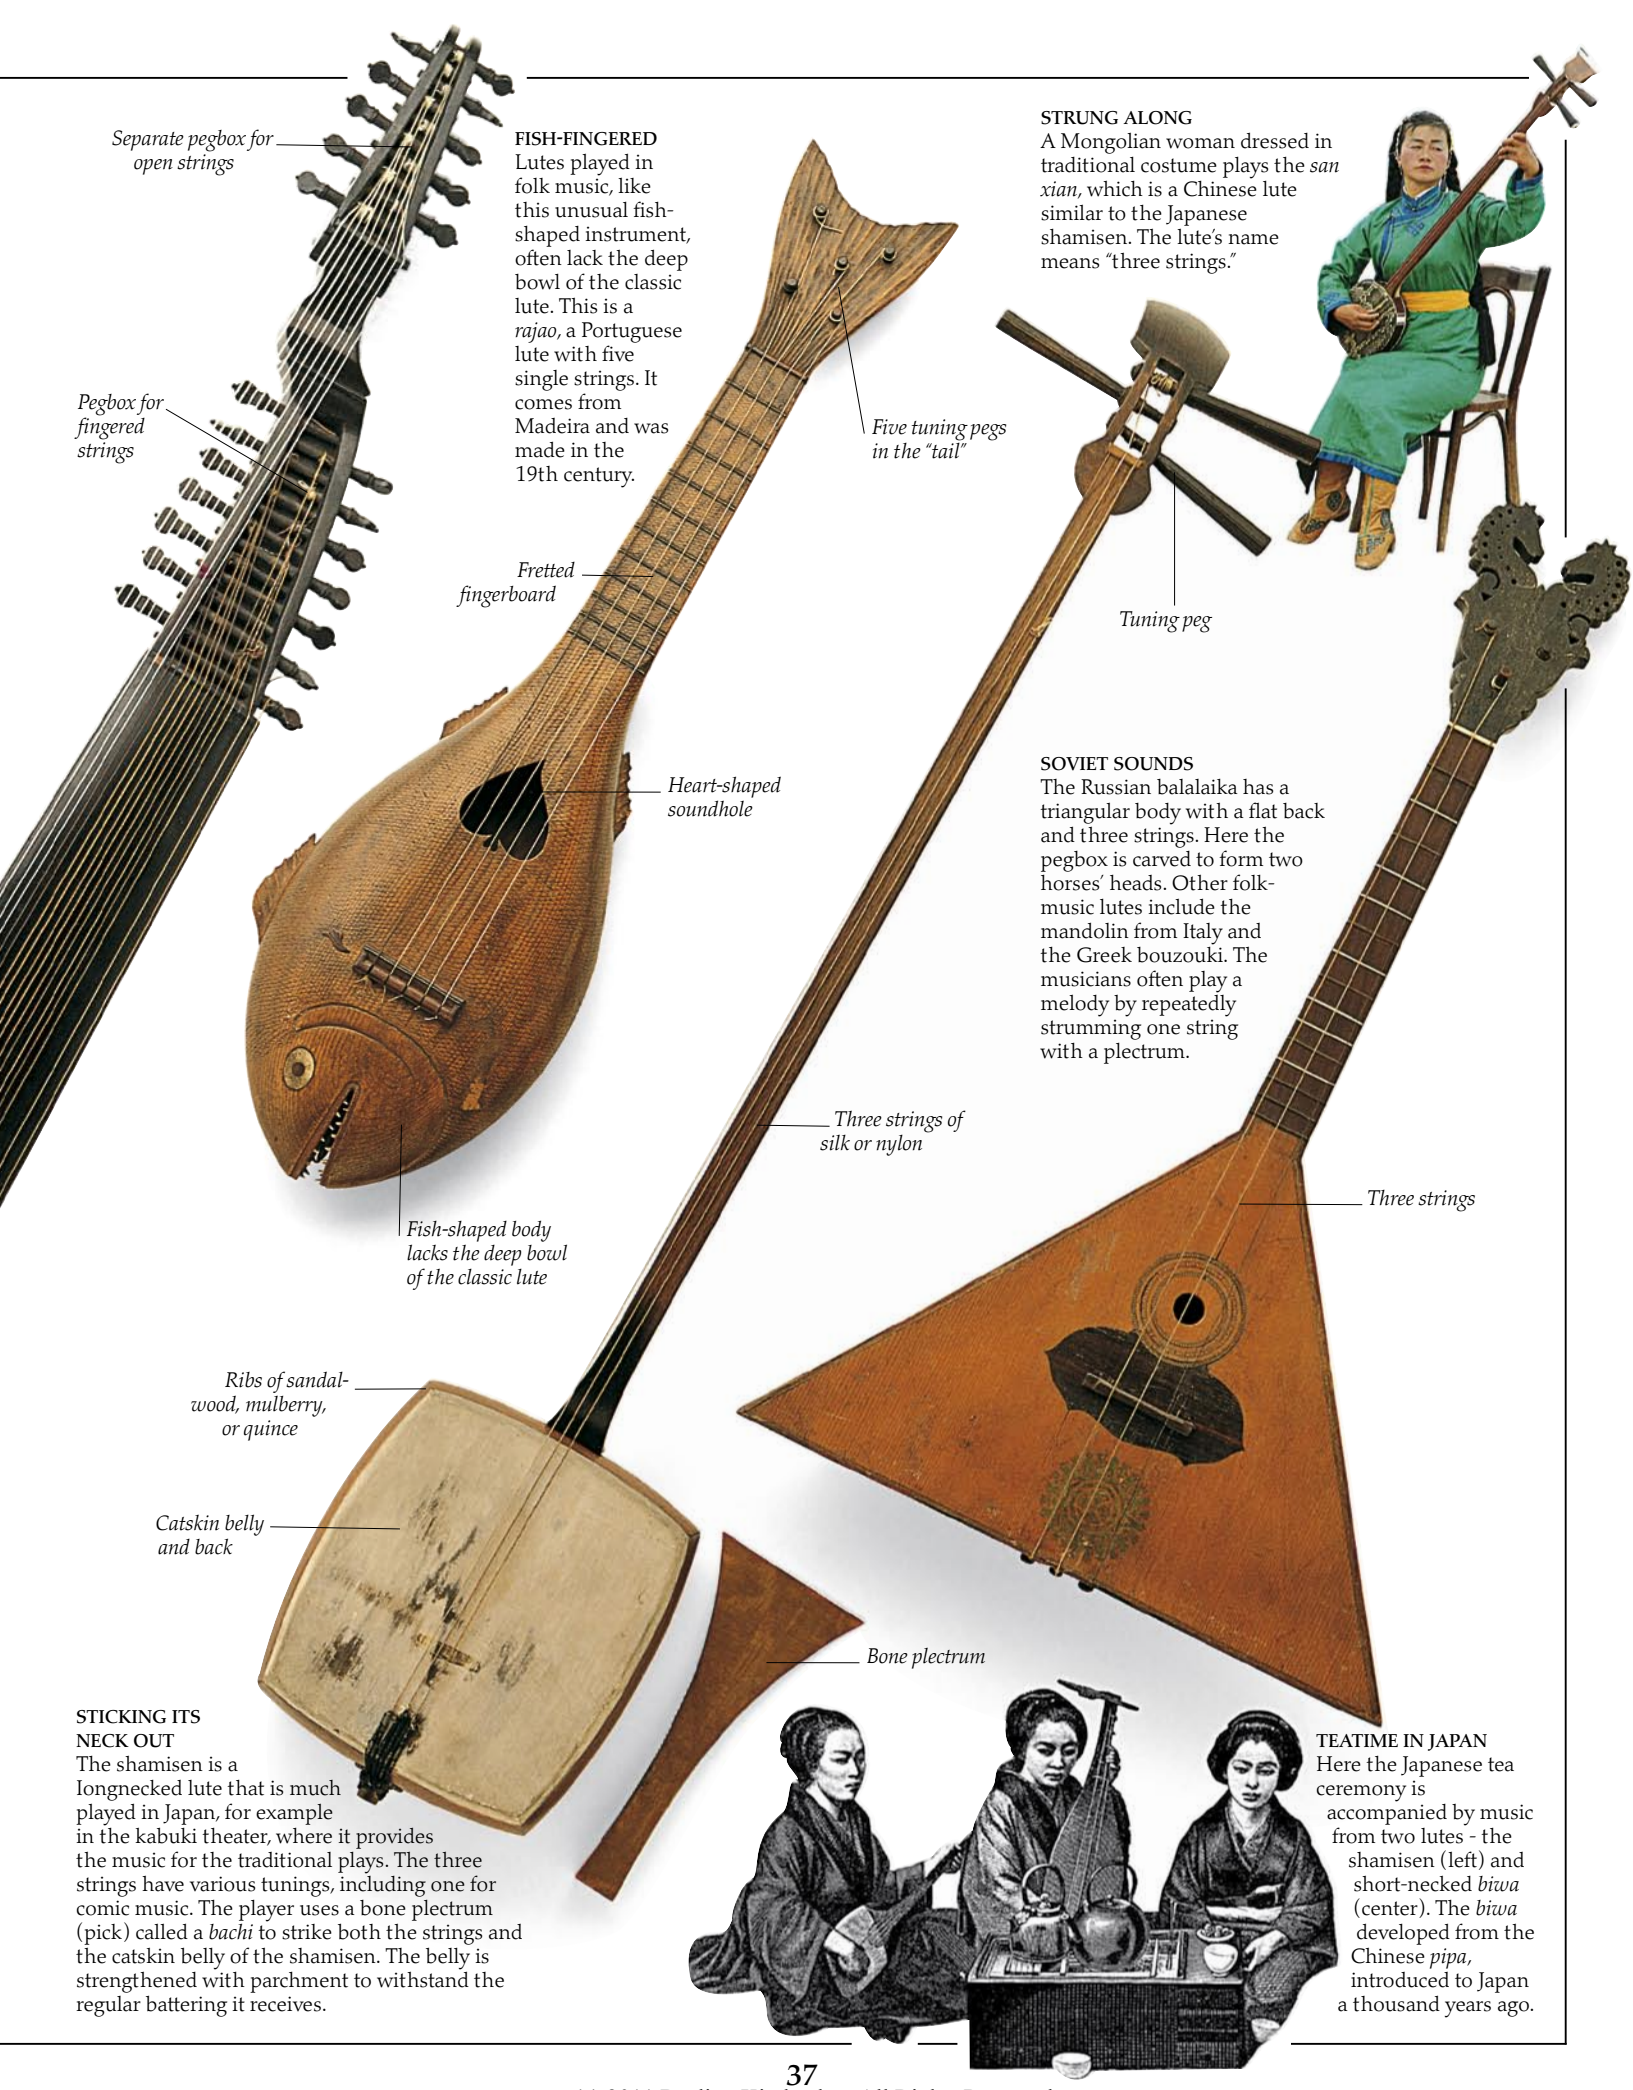 Separate pegbox for
open strings
FISH-FINGERED
Lutes played in
folk music, like
this unusual fish-
shaped instrument,
often lack the deep
bowl of the classic
lute. This is a
rajao, a Portuguese
lute with five
single strings. It
comes from
Madeira and was
made in the
19th century.
STRUNG ALONG
A Mongolian woman dressed in
traditional costume plays the san
xian, which is a Chinese lute
similar to the Japanese
shamisen. The lute's name
means “three strings.”
Pegbox for
fingered
strings
Five tuning pegs
in the “tail”
Fretted
fingerboard
Tuning peg
Heart-shaped
soundhole
SOVIET SOUNDS
The Russian balalaika has a
triangular body with a flat back
and three strings. Here the
pegbox is carved to form two
horses’ heads. Other folk-
music lutes include the
mandolin from Italy and
the Greek bouzouki. The
musicians often play a
melody by repeatedly
strumming one string
with a plectrum.
Three strings of
silk or nylon
Three strings
Fish-shaped body
lacks the deep bowl
of the classic lute
Ribs of sandal-
wood, mulberry,
or quince
Catskin belly
and back
Bone plectrum
STICKING ITS
NECK OUT
The shamisen is a
Iongnecked lute that is much
played in Japan, for example
in the kabuki theater, where it provides
the music for the traditional plays. The three
strings have various tunings, including one for
comic music. The player uses a bone plectrum
(pick) called a bachi to strike both the strings and
the catskin belly of the shamisen. The belly is
strengthened with parchment to withstand the
regular battering it receives.
TEATIME IN JAPAN
Here the Japanese tea
ceremony is
accompanied by music
from two lutes - the
shamisen (left) and
short-necked biwa
(center). The biwa
developed from the
Chinese pipa,
introduced to Japan
a thousand years ago.
37